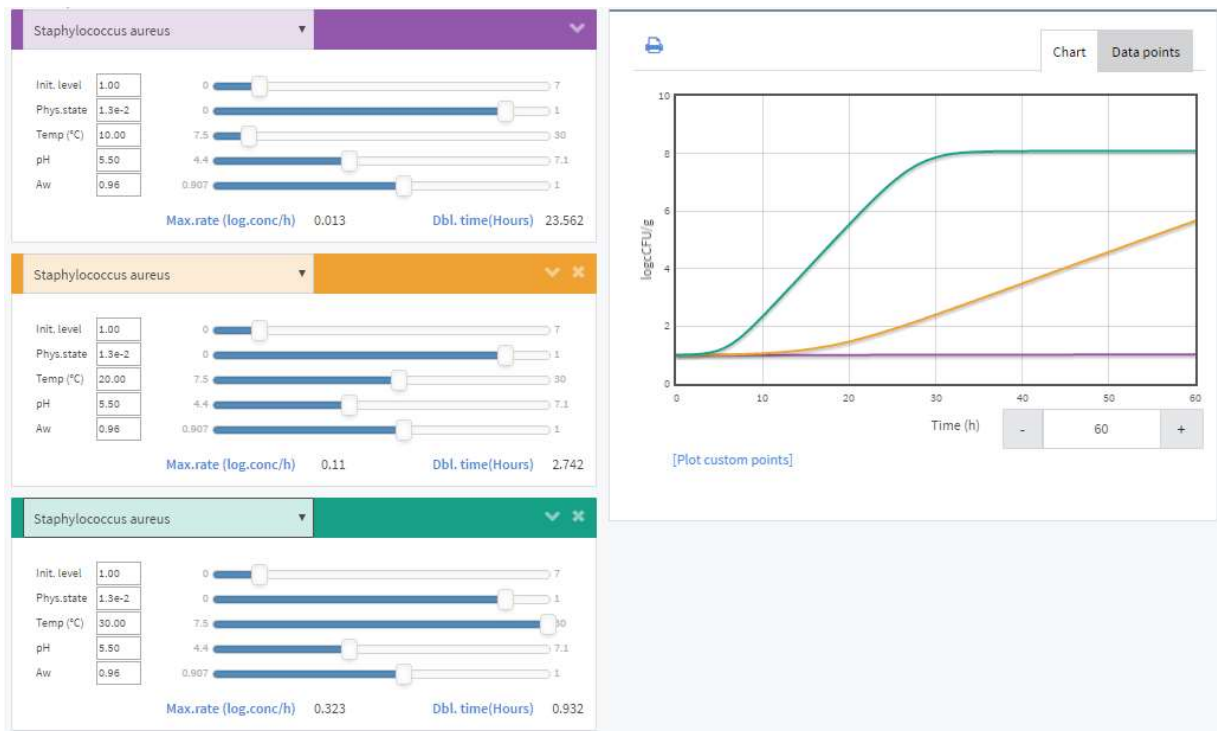 Staphylococcus aureus
Init. level 1.00 0 7
Phys.state 1.3e-2 0 1
Temp (°C) 10.00 7.5 30
pH 5.50 4.4 7.1
Aw 0.96 0.907 1
Max.rate (log.conc/h) 0.013 Dbl. time(Hours) 23.562
Staphylococcus aureus
Init. level 1.00 0 7
Phys.state 1.3e-2 0 1
Temp (°C) 20.00 7.5 30
pH 5.50 4.4 7.1
Aw 0.96 0.907 1
Max.rate (log.conc/h) 0.11 Dbl. time(Hours) 2.742
Staphylococcus aureus
Init. level 1.00 0 7
Phys.state 1.3e-2 0 1
Temp (°C) 30.00 7.5 30
pH 5.50 4.4 7.1
Aw 0.96 0.907 1
Max.rate (log.conc/h) 0.323 Dbl. time(Hours) 0.932
Chart Data points
10
8
6
4
2
0
logcCFU/g
0 10 20 30 40 50 60
Time (h) - 60 +
[Plot custom points]